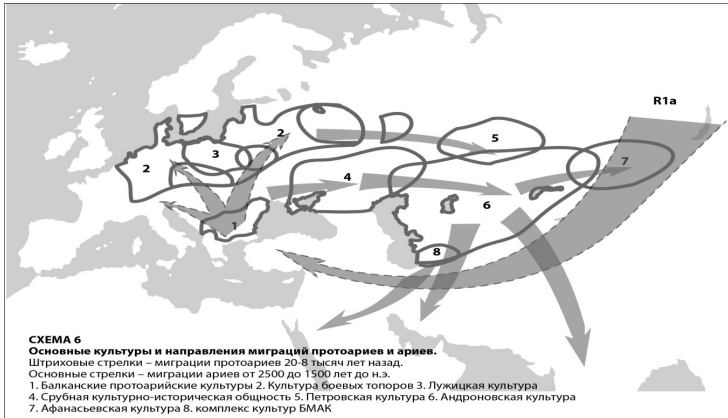 R1a
2
3
2
5
7
4
6
1
8
СХЕМА 6
Основные культуры и направления миграций протоариев и ариев.
Штриховые стрелки – миграции протоариев 20-8 тысяч лет назад.
Основные стрелки – миграции ариев от 2500 до 1500 лет до н.э.
1. Балканские протоарийские культуры 2. Культура боевых топоров 3. Лужицкая культура
4. Срубная культурно-историческая общность 5. Петровская культура 6. Андроновская культура
7. Афанасьевская культура 8. комплекс культур БМАК